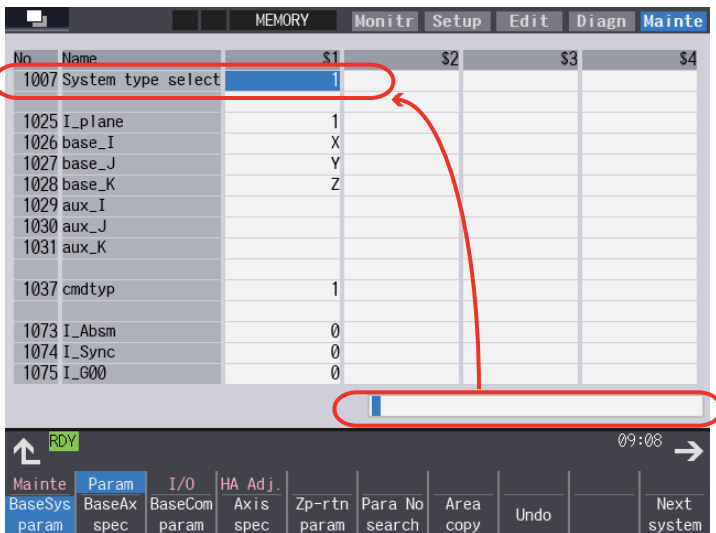 MEMORY Monitr Setup Edit Diagn Mainte
No Name $1 $2 $3 $4
1007 System type select 1
1025 I_plane 1
1026 base_I X
1027 base_J Y
1028 base_K Z
1029 aux_I
1030 aux_J
1031 aux_K
1037 cmdtyp 1
1073 I_Absm 0
1074 I_Sync 0
1075 I_G00 0
RDY 09:08
Mainte Param I/O HA Adj.
BaseSys BaseAx BaseCom Axis Zp-rtn Para No Area Undo Next
param spec param spec param search copy system